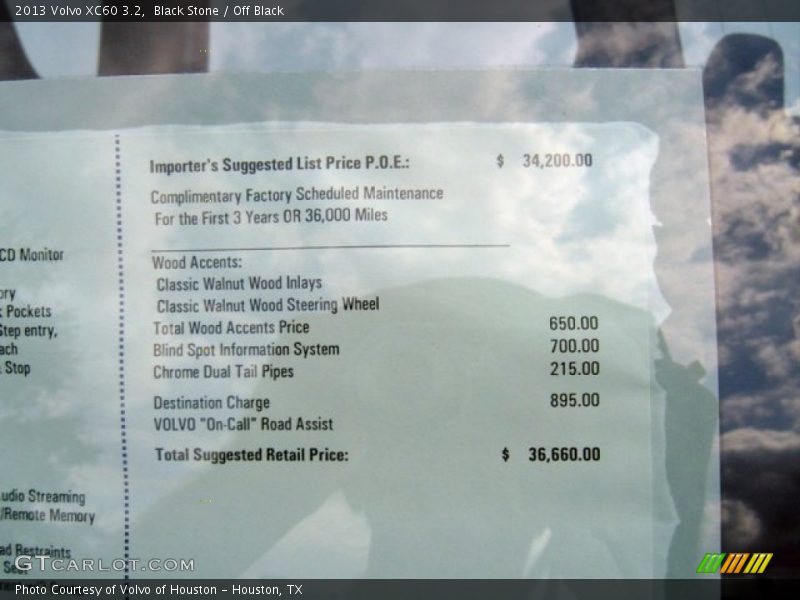 2013 Volvo XC60 3.2, Black Stone / Off Black
Importer's Suggested List Price P.O.E.: $ 34,200.00
Complimentary Factory Scheduled Maintenance
For the First 3 Years OR 36,000 Miles
Wood Accents:
Classic Walnut Wood Inlays
Classic Walnut Wood Steering Wheel
Total Wood Accents Price 650.00
Blind Spot Information System 700.00
Chrome Dual Tail Pipes 215.00
Destination Charge 895.00
VOLVO "On-Call" Road Assist
Total Suggested Retail Price: $ 36,660.00
CD Monitor
ory
Pockets
Step entry,
ach
Stop
udio Streaming
/Remote Memory
ad Restraints
GTCARLOT.COM
Photo Courtesy of Volvo of Houston - Houston, TX